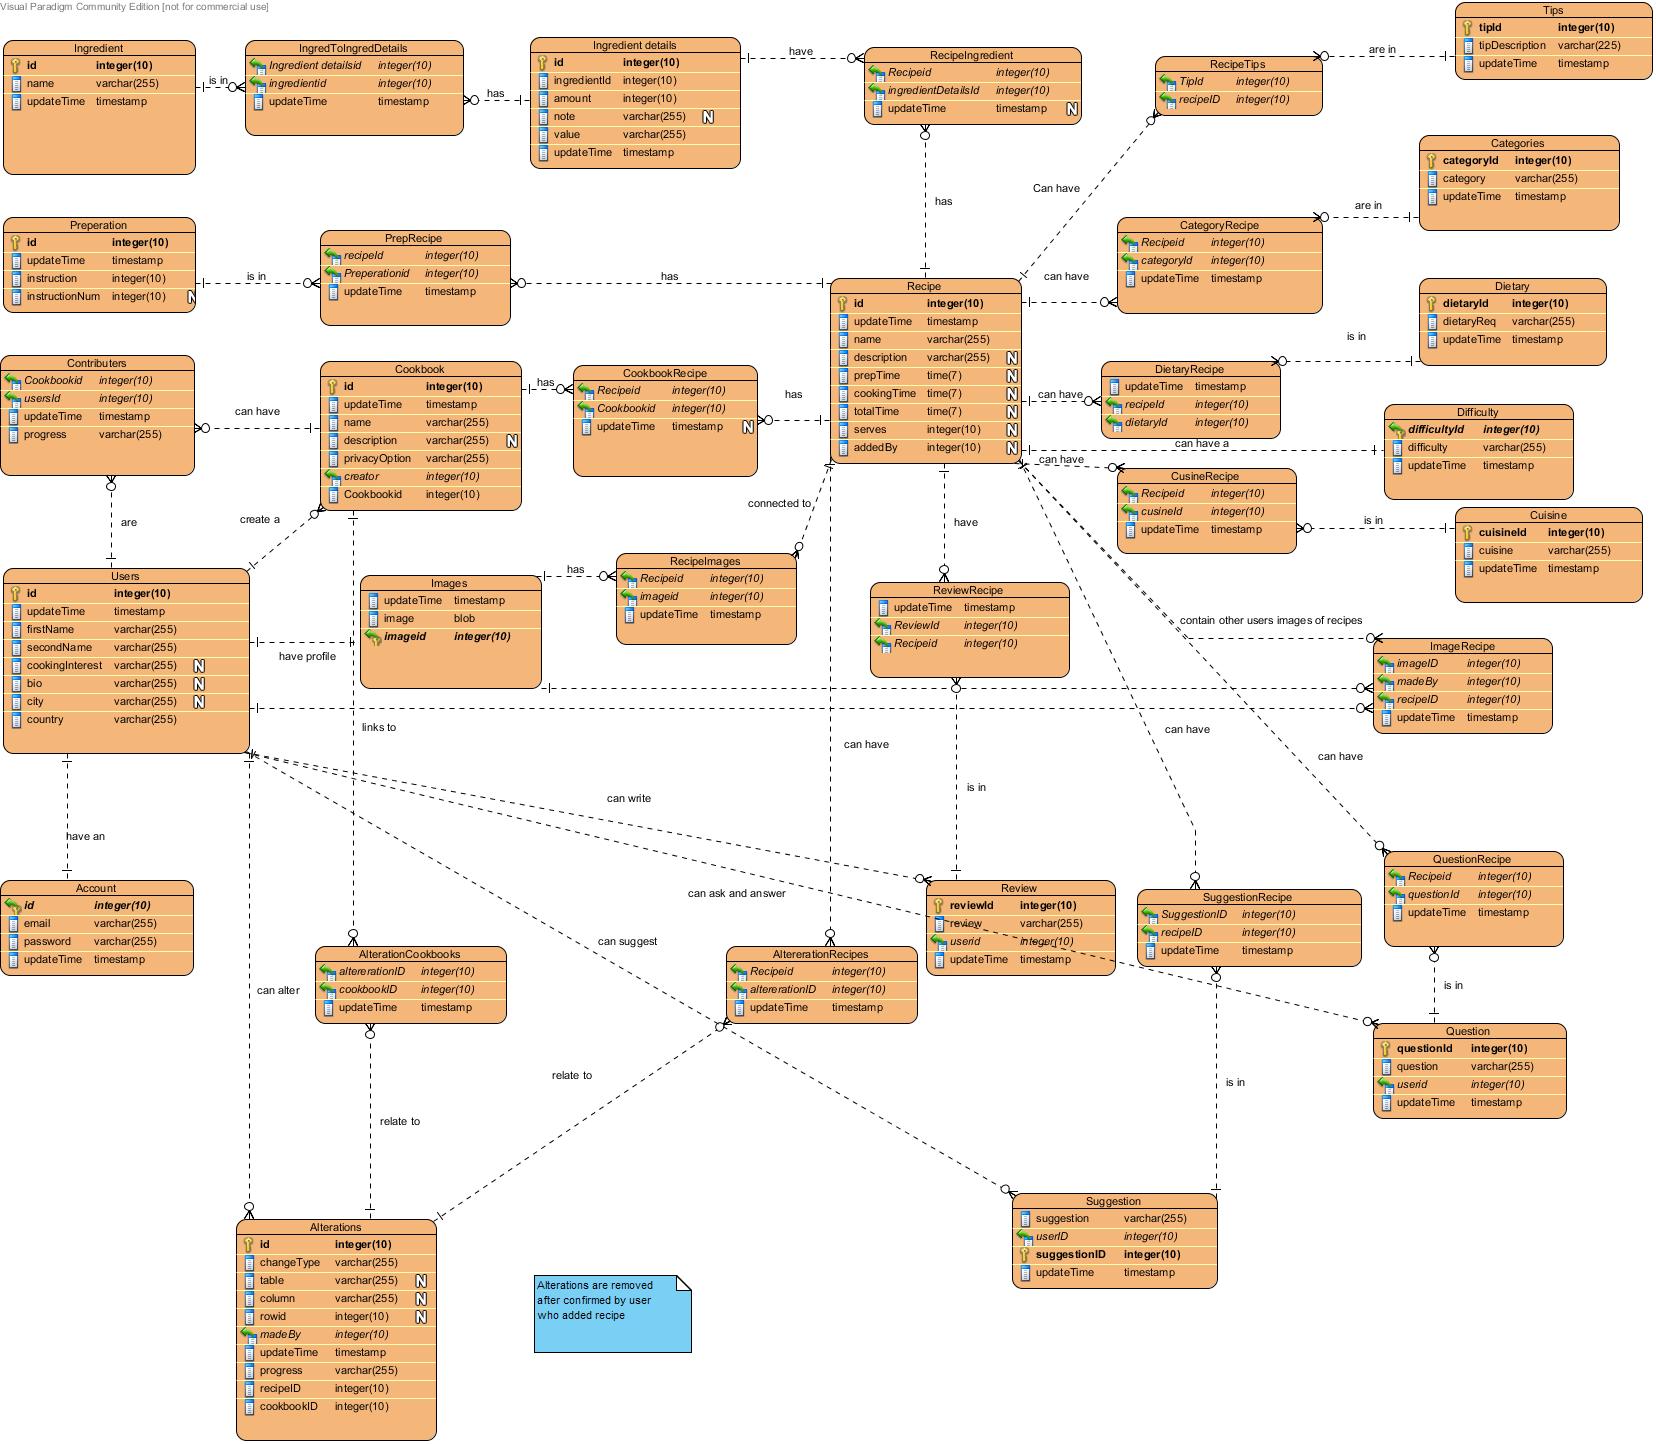 Visual Paradigm Community Edition [not for commercial use]
Ingredient
id integer(10)
name varchar(255)
updateTime timestamp
is in
IngredToIngredDetails
Ingredient detailsid integer(10)
ingredientid integer(10)
updateTime timestamp
has
Ingredient details
id integer(10)
ingredientId integer(10)
amount integer(10)
note varchar(255) N
value varchar(255)
updateTime timestamp
have
RecipeIngredient
Recipeid integer(10)
ingredientDetailsId integer(10)
updateTime timestamp N
has
RecipeTips
TipId integer(10)
recipeID integer(10)
Can have
are in
Tips
tipId integer(10)
tipDescription varchar(225)
updateTime timestamp
Categories
categoryId integer(10)
category varchar(255)
updateTime timestamp
are in
CategoryRecipe
Recipeid integer(10)
categoryId integer(10)
updateTime timestamp
can have
Preperation
id integer(10)
updateTime timestamp
instruction integer(10)
instructionNum integer(10) N
is in
PrepRecipe
recipeId integer(10)
Preperationid integer(10)
updateTime timestamp
has
Recipe
id integer(10)
updateTime timestamp
name varchar(255)
description varchar(255) N
prepTime time(7) N
cookingTime time(7) N
totalTime time(7) N
serves integer(10) N
addedBy integer(10) N
Dietary
dietaryId integer(10)
dietaryReq varchar(255)
updateTime timestamp
is in
DietaryRecipe
updateTime timestamp
recipeId integer(10)
dietaryId integer(10)
can have
Contributers
Cookbookid integer(10)
usersId integer(10)
updateTime timestamp
progress varchar(255)
can have
are
Cookbook
id integer(10)
updateTime timestamp
name varchar(255)
description varchar(255) N
privacyOption varchar(255)
creator integer(10)
Cookbookid integer(10)
has
CookbookRecipe
Recipeid integer(10)
Cookbookid integer(10)
updateTime timestamp N
has
Difficulty
difficultyId integer(10)
difficulty varchar(255)
updateTime timestamp
can have a
can have
CusineRecipe
Recipeid integer(10)
cusineId integer(10)
updateTime timestamp
is in
Cuisine
cuisineId integer(10)
cuisine varchar(255)
updateTime timestamp
create a
connected to
have
Users
id integer(10)
updateTime timestamp
firstName varchar(255)
secondName varchar(255)
cookingInterest varchar(255) N
bio varchar(255) N
city varchar(255) N
country varchar(255)
have profile
Images
updateTime timestamp
image blob
imageid integer(10)
has
RecipeImages
Recipeid integer(10)
imageid integer(10)
updateTime timestamp
ReviewRecipe
updateTime timestamp
ReviewId integer(10)
Recipeid integer(10)
contain other users images of recipes
ImageRecipe
imageID integer(10)
madeBy integer(10)
recipeID integer(10)
updateTime timestamp
links to
can have
can have
can have
can write
is in
have an
can ask and answer
can suggest
can alter
Account
id integer(10)
email varchar(255)
password varchar(255)
updateTime timestamp
AlterationCookbooks
altererationID integer(10)
cookbookID integer(10)
updateTime timestamp
AltererationRecipes
Recipeid integer(10)
altererationID integer(10)
updateTime timestamp
Review
reviewId integer(10)
review varchar(255)
userid integer(10)
updateTime timestamp
SuggestionRecipe
SuggestionID integer(10)
recipeID integer(10)
updateTime timestamp
QuestionRecipe
Recipeid integer(10)
questionId integer(10)
updateTime timestamp
is in
Question
questionId integer(10)
question varchar(255)
userid integer(10)
updateTime timestamp
relate to
relate to
is in
Suggestion
suggestion varchar(255)
userID integer(10)
suggestionID integer(10)
updateTime timestamp
Alterations
id integer(10)
changeType varchar(255)
table varchar(255) N
column varchar(255) N
rowid integer(10) N
madeBy integer(10)
updateTime timestamp
progress varchar(255)
recipeID integer(10)
cookbookID integer(10)
Alterations are removed
after confirmed by user
who added recipe